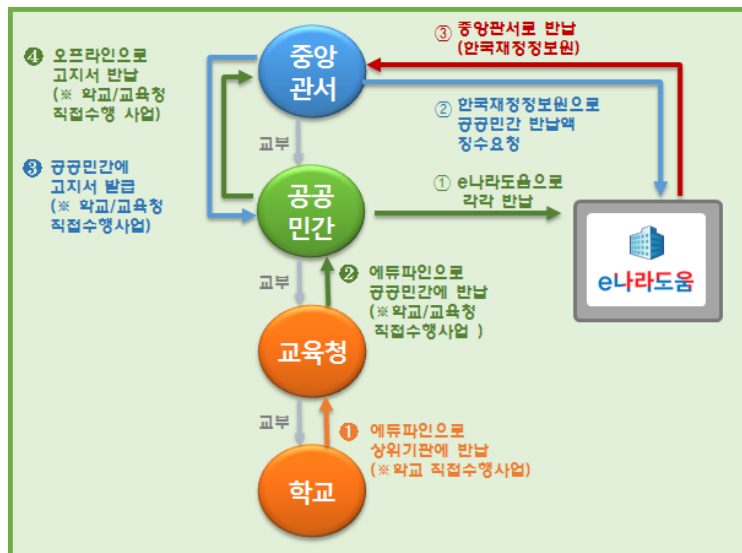 ❹ 오프라인으로
고지서 반납
(※ 학교/교육청
직접수행 사업)
❸ 공공민간에
고지서 발급
(※ 학교/교육청
직접수행사업)
중앙
관서
③ 중앙관서로 반납
(한국재정정보원)
② 한국재정정보원으로
공공민간 반납액
징수요청
교부
공공
민간
① e나라도움으로
각각 반납
e나라도움
교부
❷ 에듀파인으로
공공민간에 반납
(※학교/교육청
직접수행사업 )
교육청
교부
❶ 에듀파인으로
상위기관에 반납
(※학교 직접수행사업)
학교